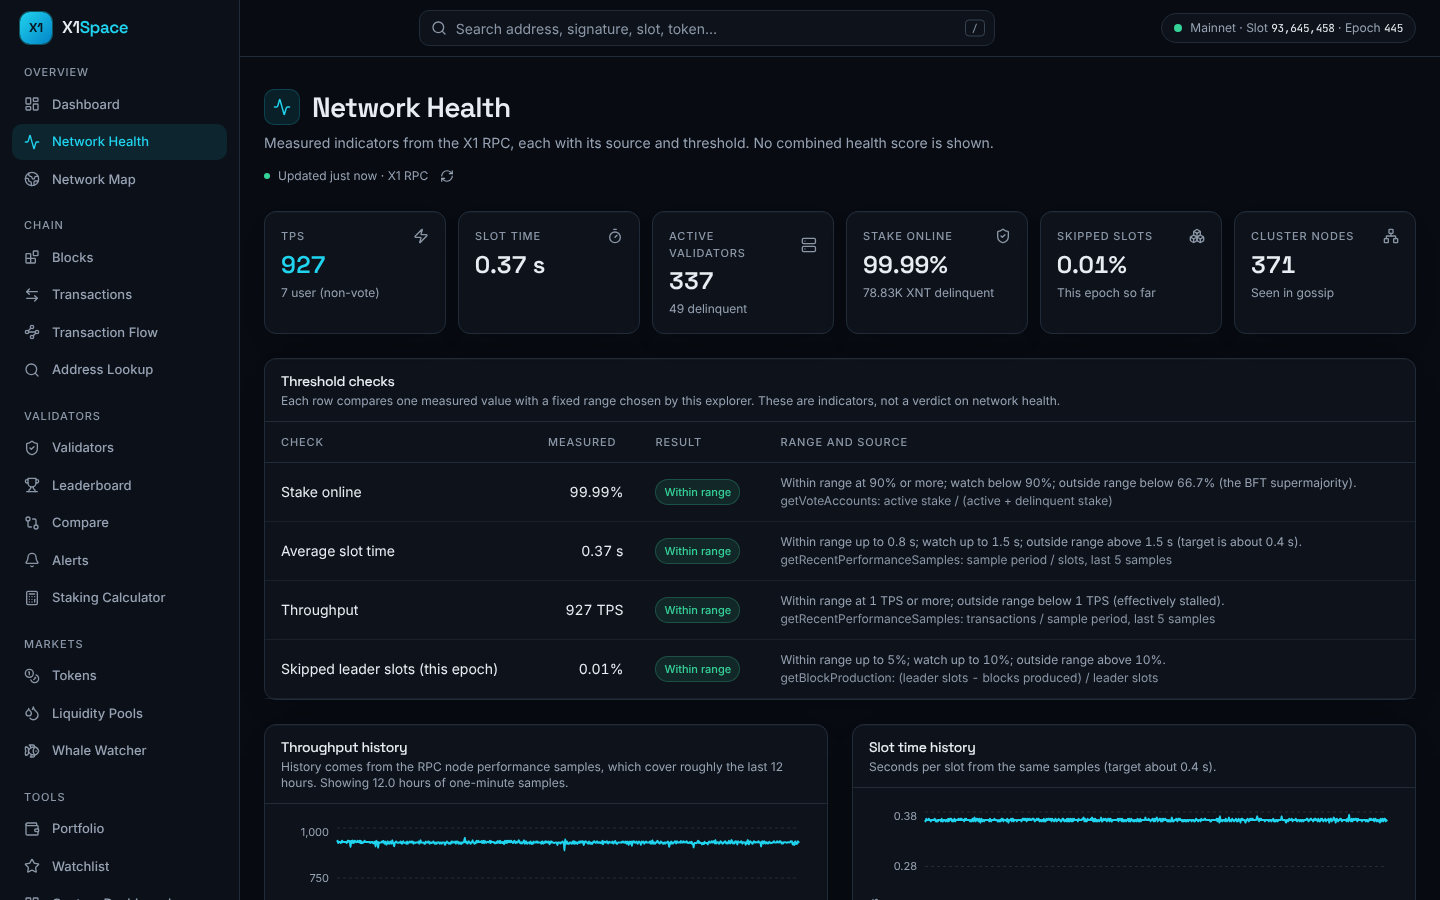 X1 X1Space
Search address, signature, slot, token... /
Mainnet · Slot 93,645,458 · Epoch 445
OVERVIEW
Dashboard
Network Health
Network Map
CHAIN
Blocks
Transactions
Transaction Flow
Address Lookup
VALIDATORS
Validators
Leaderboard
Compare
Alerts
Staking Calculator
MARKETS
Tokens
Liquidity Pools
Whale Watcher
TOOLS
Portfolio
Watchlist
Network Health
Measured indicators from the X1 RPC, each with its source and threshold. No combined health score is shown.
Updated just now · X1 RPC
TPS
927
7 user (non-vote)
SLOT TIME
0.37 s
ACTIVE
VALIDATORS
337
49 delinquent
STAKE ONLINE
99.99%
78.83K XNT delinquent
SKIPPED SLOTS
0.01%
This epoch so far
CLUSTER NODES
371
Seen in gossip
Threshold checks
Each row compares one measured value with a fixed range chosen by this explorer. These are indicators, not a verdict on network health.
CHECK MEASURED RESULT RANGE AND SOURCE
Stake online 99.99% Within range
Within range at 90% or more; watch below 90%; outside range below 66.7% (the BFT supermajority).
getVoteAccounts: active stake / (active + delinquent stake)
Average slot time 0.37 s Within range
Within range up to 0.8 s; watch up to 1.5 s; outside range above 1.5 s (target is about 0.4 s).
getRecentPerformanceSamples: sample period / slots, last 5 samples
Throughput 927 TPS Within range
Within range at 1 TPS or more; outside range below 1 TPS (effectively stalled).
getRecentPerformanceSamples: transactions / sample period, last 5 samples
Skipped leader slots (this epoch) 0.01% Within range
Within range up to 5%; watch up to 10%; outside range above 10%.
getBlockProduction: (leader slots - blocks produced) / leader slots
Throughput history
History comes from the RPC node performance samples, which cover roughly the last 12
hours. Showing 12.0 hours of one-minute samples.
1,000
750
Slot time history
Seconds per slot from the same samples (target about 0.4 s).
0.38
0.28